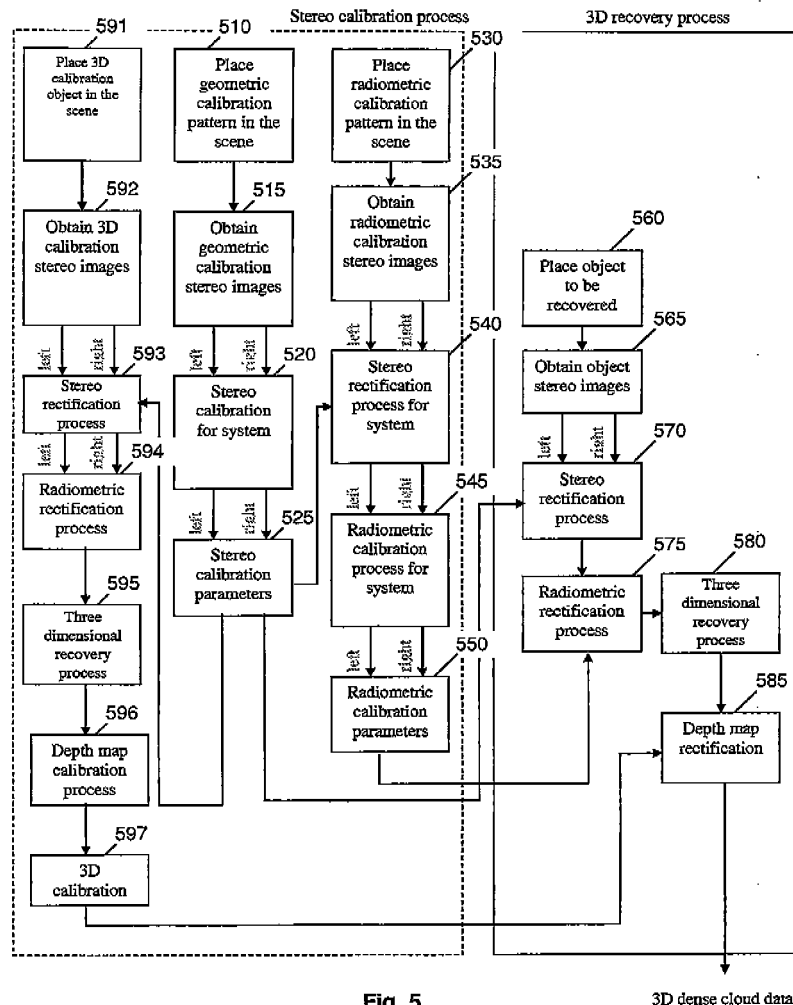 Stereo calibration process
3D recovery process
591
Place 3D
calibration
object in the
scene
592
Obtain 3D
calibration
stereo images
left
right
593
Stereo
rectification
process
left
right
594
Radiometric
rectification
process
595
Three
dimensional
recovery
process
596
Depth map
calibration
process
597
3D
calibration
510
Place
geometric
calibration
pattern in the
scene
515
Obtain
geometric
calibration
stereo images
left
right
520
Stereo
calibration
for system
left
right
525
Stereo
calibration
parameters
530
Place
radiometric
calibration
pattern in the
scene
535
Obtain
radiometric
calibration
stereo images
left
right
540
Stereo
rectification
process for
system
left
right
545
Radiometric
calibration
process for
system
left
right
550
Radiometric
calibration
parameters
560
Place object
to be
recovered
565
Obtain object
stereo images
left
right
570
Stereo
rectification
process
575
Radiometric
rectification
process
580
Three
dimensional
recovery
process
585
Depth map
rectification
Fig. 5
3D dense cloud data